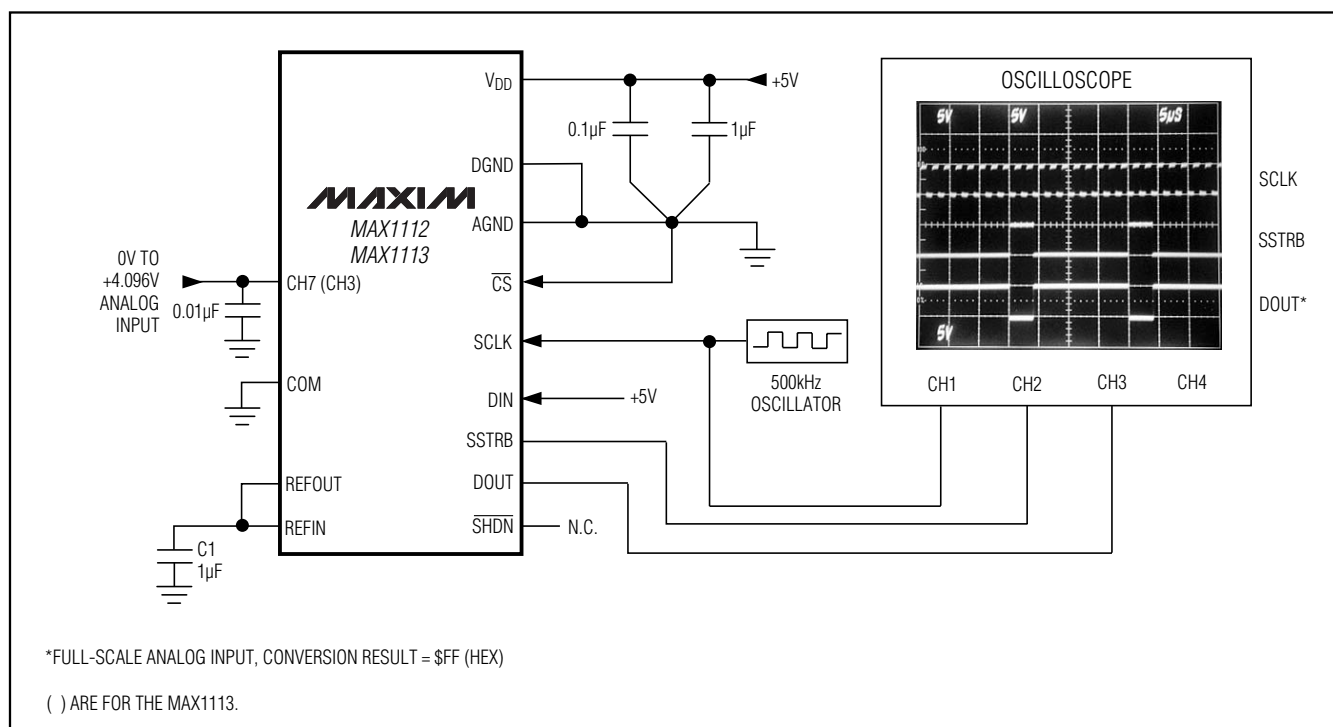 VDD
+5V
0.1µF
1µF
DGND
MAXIM
MAX1112
MAX1113
AGND
0V TO
+4.096V
ANALOG
INPUT
0.01µF
CH7 (CH3)
CS
SCLK
500kHz
OSCILLATOR
COM
DIN
+5V
SSTRB
REFOUT
DOUT
REFIN
SHDN
N.C.
C1
1µF
OSCILLOSCOPE
5V
5V
5µS
SCLK
SSTRB
DOUT*
5V
CH1
CH2
CH3
CH4
*FULL-SCALE ANALOG INPUT, CONVERSION RESULT = $FF (HEX)
( ) ARE FOR THE MAX1113.